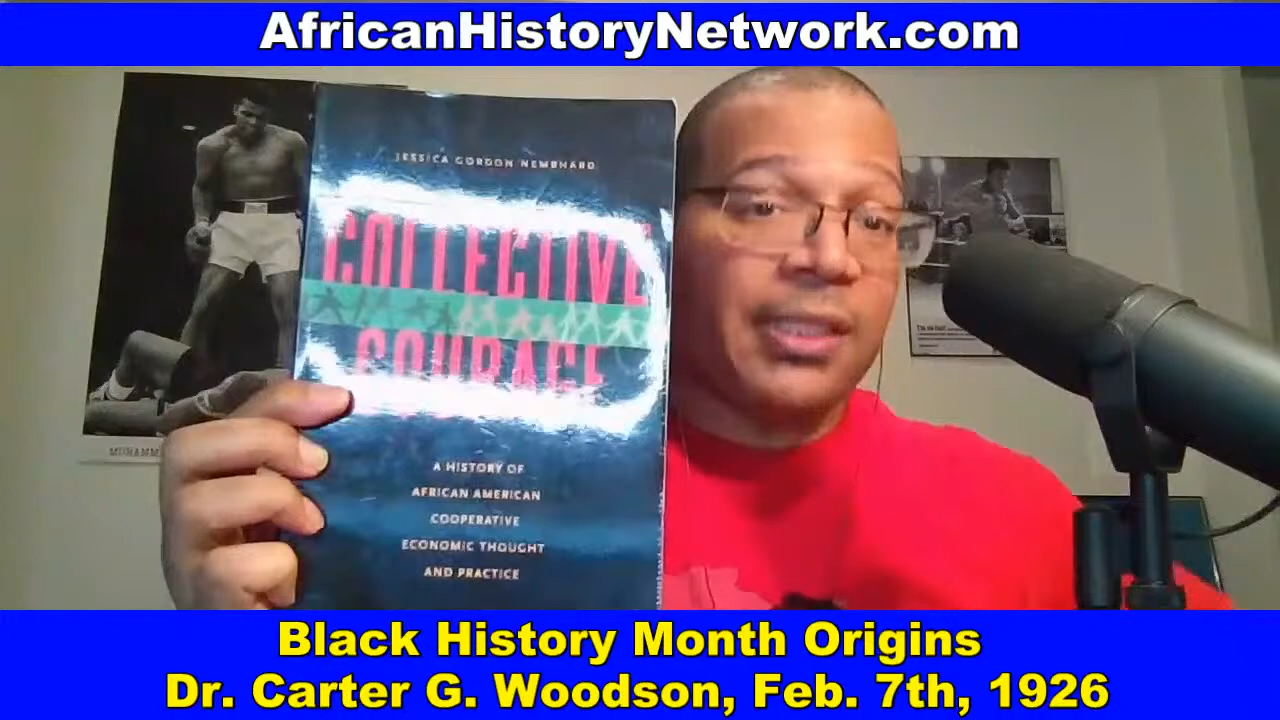 AfricanHistoryNetwork.com
JESSICA GORDON NEMBHARD
COLLECTIVE
COURAGE
A HISTORY OF
AFRICAN AMERICAN
COOPERATIVE
ECONOMIC THOUGHT
AND PRACTICE
Black History Month Origins
Dr. Carter G. Woodson, Feb. 7th, 1926